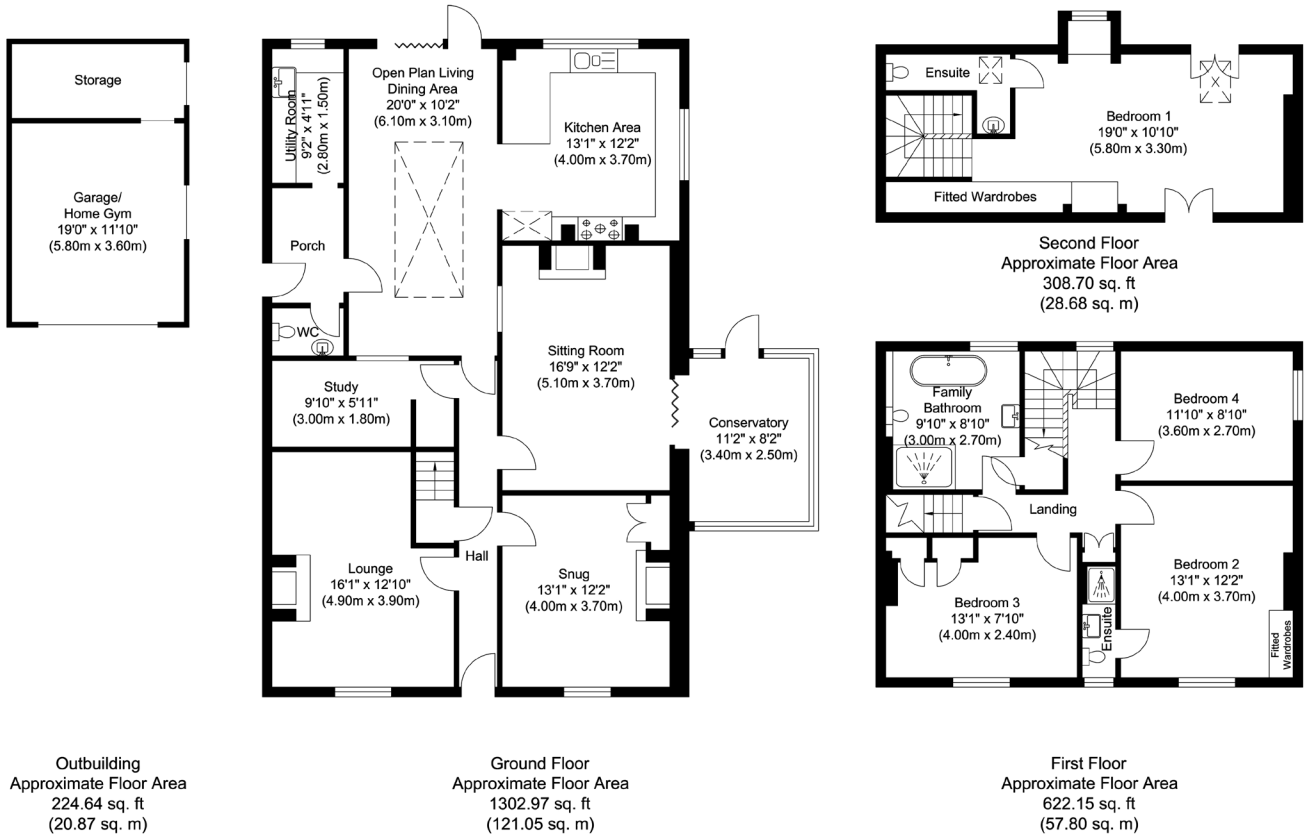 Storage
Garage/
Home Gym
19'0" x 11'10"
(5.80m x 3.60m)
Outbuilding
Approximate Floor Area
224.64 sq. ft
(20.87 sq. m)
Utility Room
9'2" x 4'11"
(2.80m x 1.50m)
Open Plan Living
Dining Area
20'0" x 10'2"
(6.10m x 3.10m)
Kitchen Area
13'1" x 12'2"
(4.00m x 3.70m)
Porch
WC
Study
9'10" x 5'11"
(3.00m x 1.80m)
Sitting Room
16'9" x 12'2"
(5.10m x 3.70m)
Conservatory
11'2" x 8'2"
(3.40m x 2.50m)
Lounge
16'1" x 12'10"
(4.90m x 3.90m)
Hall
Snug
13'1" x 12'2"
(4.00m x 3.70m)
Ground Floor
Approximate Floor Area
1302.97 sq. ft
(121.05 sq. m)
Ensuite
Bedroom 1
19'0" x 10'10"
(5.80m x 3.30m)
Fitted Wardrobes
Second Floor
Approximate Floor Area
308.70 sq. ft
(28.68 sq. m)
Family
Bathroom
9'10" x 8'10"
(3.00m x 2.70m)
Bedroom 4
11'10" x 8'10"
(3.60m x 2.70m)
Landing
Bedroom 2
13'1" x 12'2"
(4.00m x 3.70m)
Bedroom 3
13'1" x 7'10"
(4.00m x 2.40m)
Ensuite
Fitted
Wardrobes
First Floor
Approximate Floor Area
622.15 sq. ft
(57.80 sq. m)